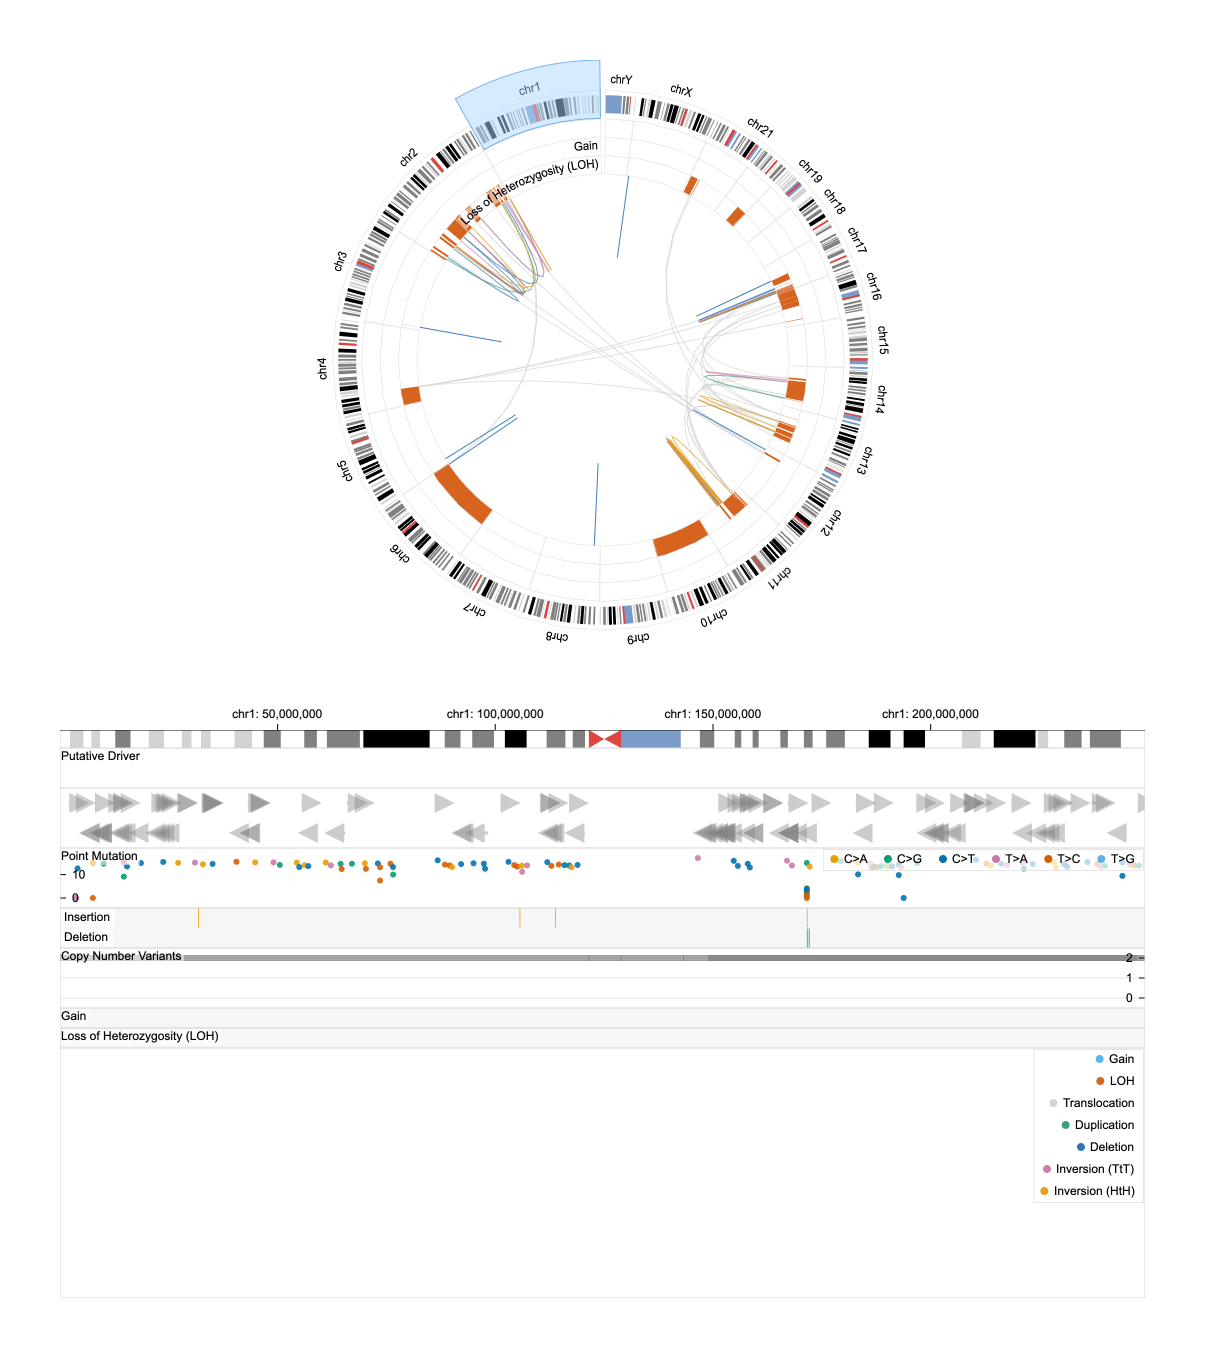 chr1
chrY
chrX
chr21
chr19
chr18
chr17
chr16
chr15
chr14
chr13
chr12
chr11
chr10
chr9
chr8
chr7
chr6
chr5
chr4
chr3
chr2
Gain
Loss of Heterozygosity (LOH)
chr1: 50,000,000 chr1: 100,000,000 chr1: 150,000,000 chr1: 200,000,000
Putative Driver
Point Mutation
C>A C>G C>T T>A T>C T>G
10
0
Insertion
Deletion
Copy Number Variants
2
1
0
Gain
Loss of Heterozygosity (LOH)
Gain
LOH
Translocation
Duplication
Deletion
Inversion (TtT)
Inversion (HtH)